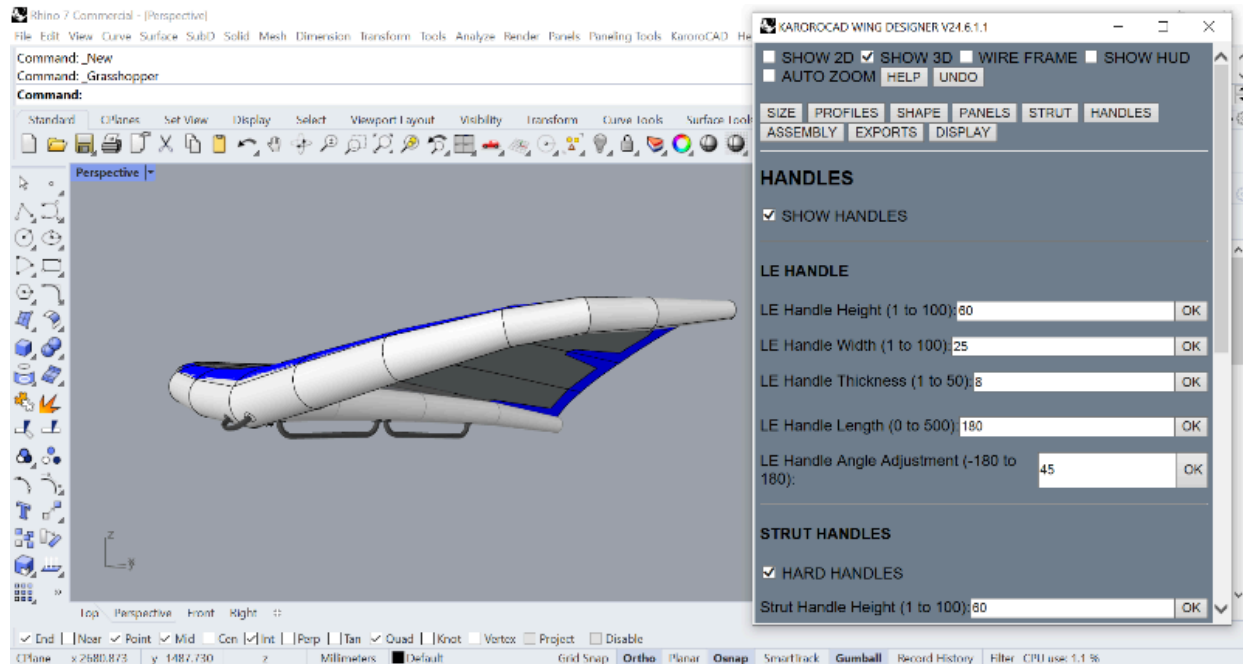 Rhino 7 Commercial - [Perspective]
File Edit View Curve Surface SubD Solid Mesh Dimension Transform Tools Analyze Render Panels Paneling Tools KaroroCAD He
Command: _New
Command: _Grasshopper
Command:
Standard CPlanes Set View Display Select Viewport Layout Visibility Transform Curve Tools Surface Tools
Perspective
z
Top Perspective Front Right
End Near Point Mid Cen Int Perp Tan Quad Knot Vertex Project Disable
CPlane x 2680.873 y 1487.730 z Millimeters Default Grid Snap Ortho Planar Osnap SmartTrack Gumball Record History Filter CPU use: 1.1 %
KAROROCAD WING DESIGNER V24.6.1.1
SHOW 2D SHOW 3D WIRE FRAME SHOW HUD
AUTO ZOOM HELP UNDO
SIZE PROFILES SHAPE PANELS STRUT HANDLES
ASSEMBLY EXPORTS DISPLAY
HANDLES
SHOW HANDLES
LE HANDLE
LE Handle Height (1 to 100): 60 OK
LE Handle Width (1 to 100): 25 OK
LE Handle Thickness (1 to 50): 8 OK
LE Handle Length (0 to 500): 180 OK
LE Handle Angle Adjustment (-180 to
180): 45 OK
STRUT HANDLES
HARD HANDLES
Strut Handle Height (1 to 100): 60 OK